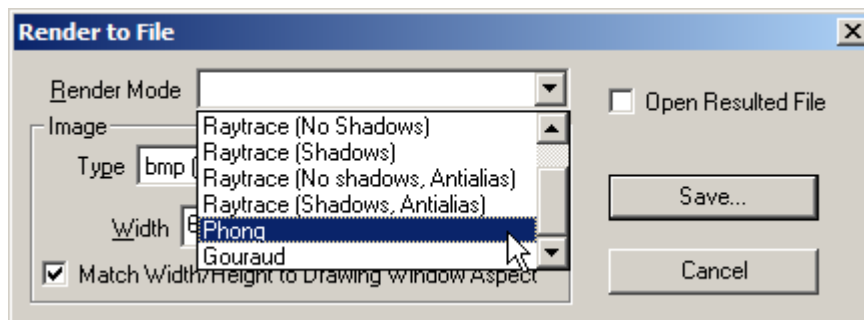 Render to File
Render Mode
Open Resulted File
Image
Raytrace (No Shadows)
Raytrace (Shadows)
Type bmp (
Raytrace (No shadows, Antialias)
Raytrace (Shadows, Antialias)
Save...
Width
Phong
Gouraud
Match Width/Height to Drawing Window Aspect
Cancel